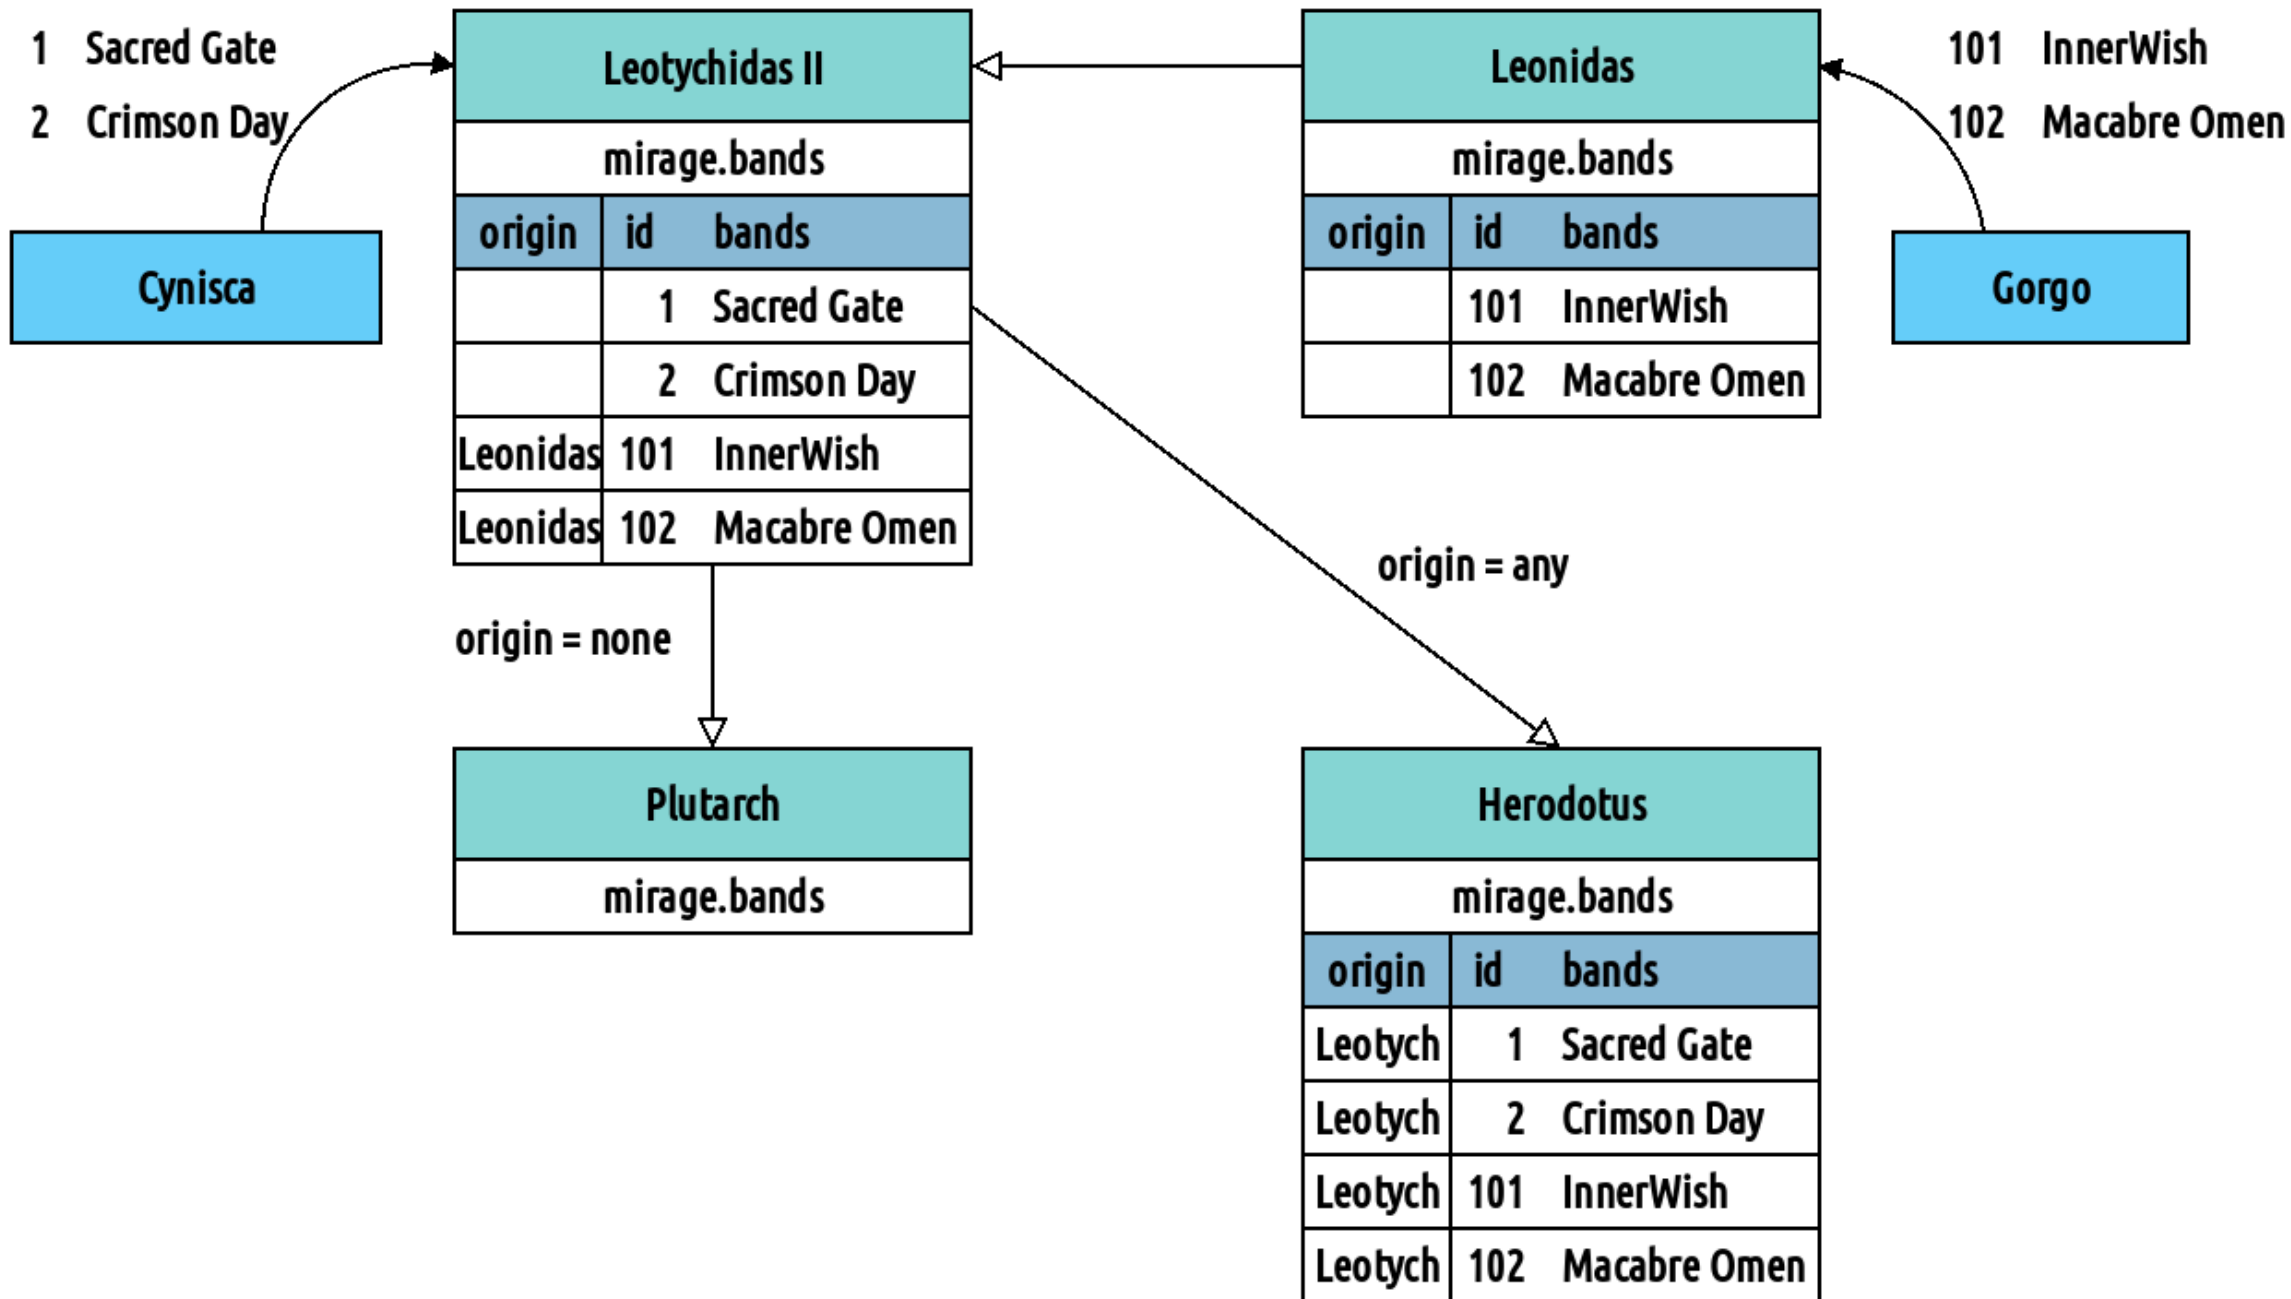 1 Sacred Gate
2 Crimson Day
Cynisca
Leotychidas II
mirage.bands
origin id bands
1 Sacred Gate
2 Crimson Day
Leonidas 101 InnerWish
Leonidas 102 Macabre Omen
Leonidas
mirage.bands
origin id bands
101 InnerWish
102 Macabre Omen
101 InnerWish
102 Macabre Omen
Gorgo
origin = none
origin = any
Plutarch
mirage.bands
Herodotus
mirage.bands
origin id bands
Leotych 1 Sacred Gate
Leotych 2 Crimson Day
Leotych 101 InnerWish
Leotych 102 Macabre Omen